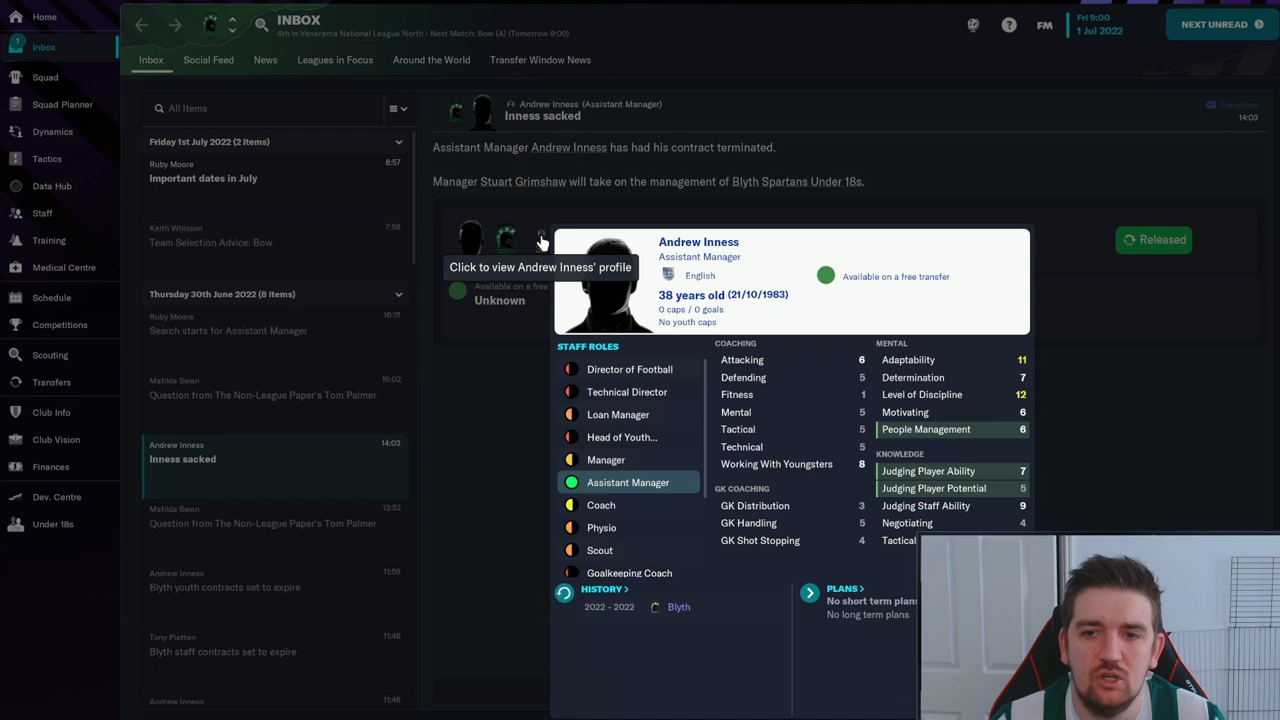 Home
1
Inbox
Squad
Squad Planner
Dynamics
Tactics
Data Hub
Staff
Training
Medical Centre
Schedule
Competitions
Scouting
Transfers
Club Info
Club Vision
Finances
Dev. Centre
Under 18s
INBOX
4th in Vanarama National League North - Next Match: Bow (A) (Tomorrow 9:00)
?
FM
Fri 9:00
1 Jul 2022
NEXT UNREAD
Inbox
Social Feed
News
Leagues in Focus
Around the World
Transfer Window News
All Items
Friday 1st July 2022 (2 Items)
Ruby Moore 8:57
Important dates in July
Keith Whisson 7:58
Team Selection Advice: Bow
Thursday 30th June 2022 (8 Items)
Ruby Moore 16:15
Search starts for Assistant Manager
Matilda Swan 16:02
Question from The Non-League Paper's Tom Palmer
Andrew Inness 14:03
Inness sacked
Matilda Swan 13:52
Question from The Non-League Paper's Tom Palmer
Andrew Inness 11:59
Blyth youth contracts set to expire
Tony Platten 11:48
Blyth staff contracts set to expire
Andrew Inness 11:48
Andrew Inness (Assistant Manager)
Inness sacked
Transfers
14:03
Assistant Manager Andrew Inness has had his contract terminated.
Manager Stuart Grimshaw will take on the management of Blyth Spartans Under 18s.
Released
Click to view Andrew Inness' profile
Available on a free
Unknown
Andrew Inness
Assistant Manager
English
38 years old (21/10/1983)
0 caps / 0 goals
No youth caps
Available on a free transfer
STAFF ROLES
Director of Football
Technical Director
Loan Manager
Head of Youth...
Manager
Assistant Manager
Coach
Physio
Scout
Goalkeeping Coach
COACHING
Attacking 6
Defending 5
Fitness 1
Mental 5
Tactical 5
Technical 5
Working With Youngsters 8
GK COACHING
GK Distribution 3
GK Handling 5
GK Shot Stopping 4
MENTAL
Adaptability 11
Determination 7
Level of Discipline 12
Motivating 6
People Management 6
KNOWLEDGE
Judging Player Ability 7
Judging Player Potential 5
Judging Staff Ability 9
Negotiating 4
Tactical
HISTORY >
2022 - 2022 Blyth
PLANS >
No short term plans
No long term plans